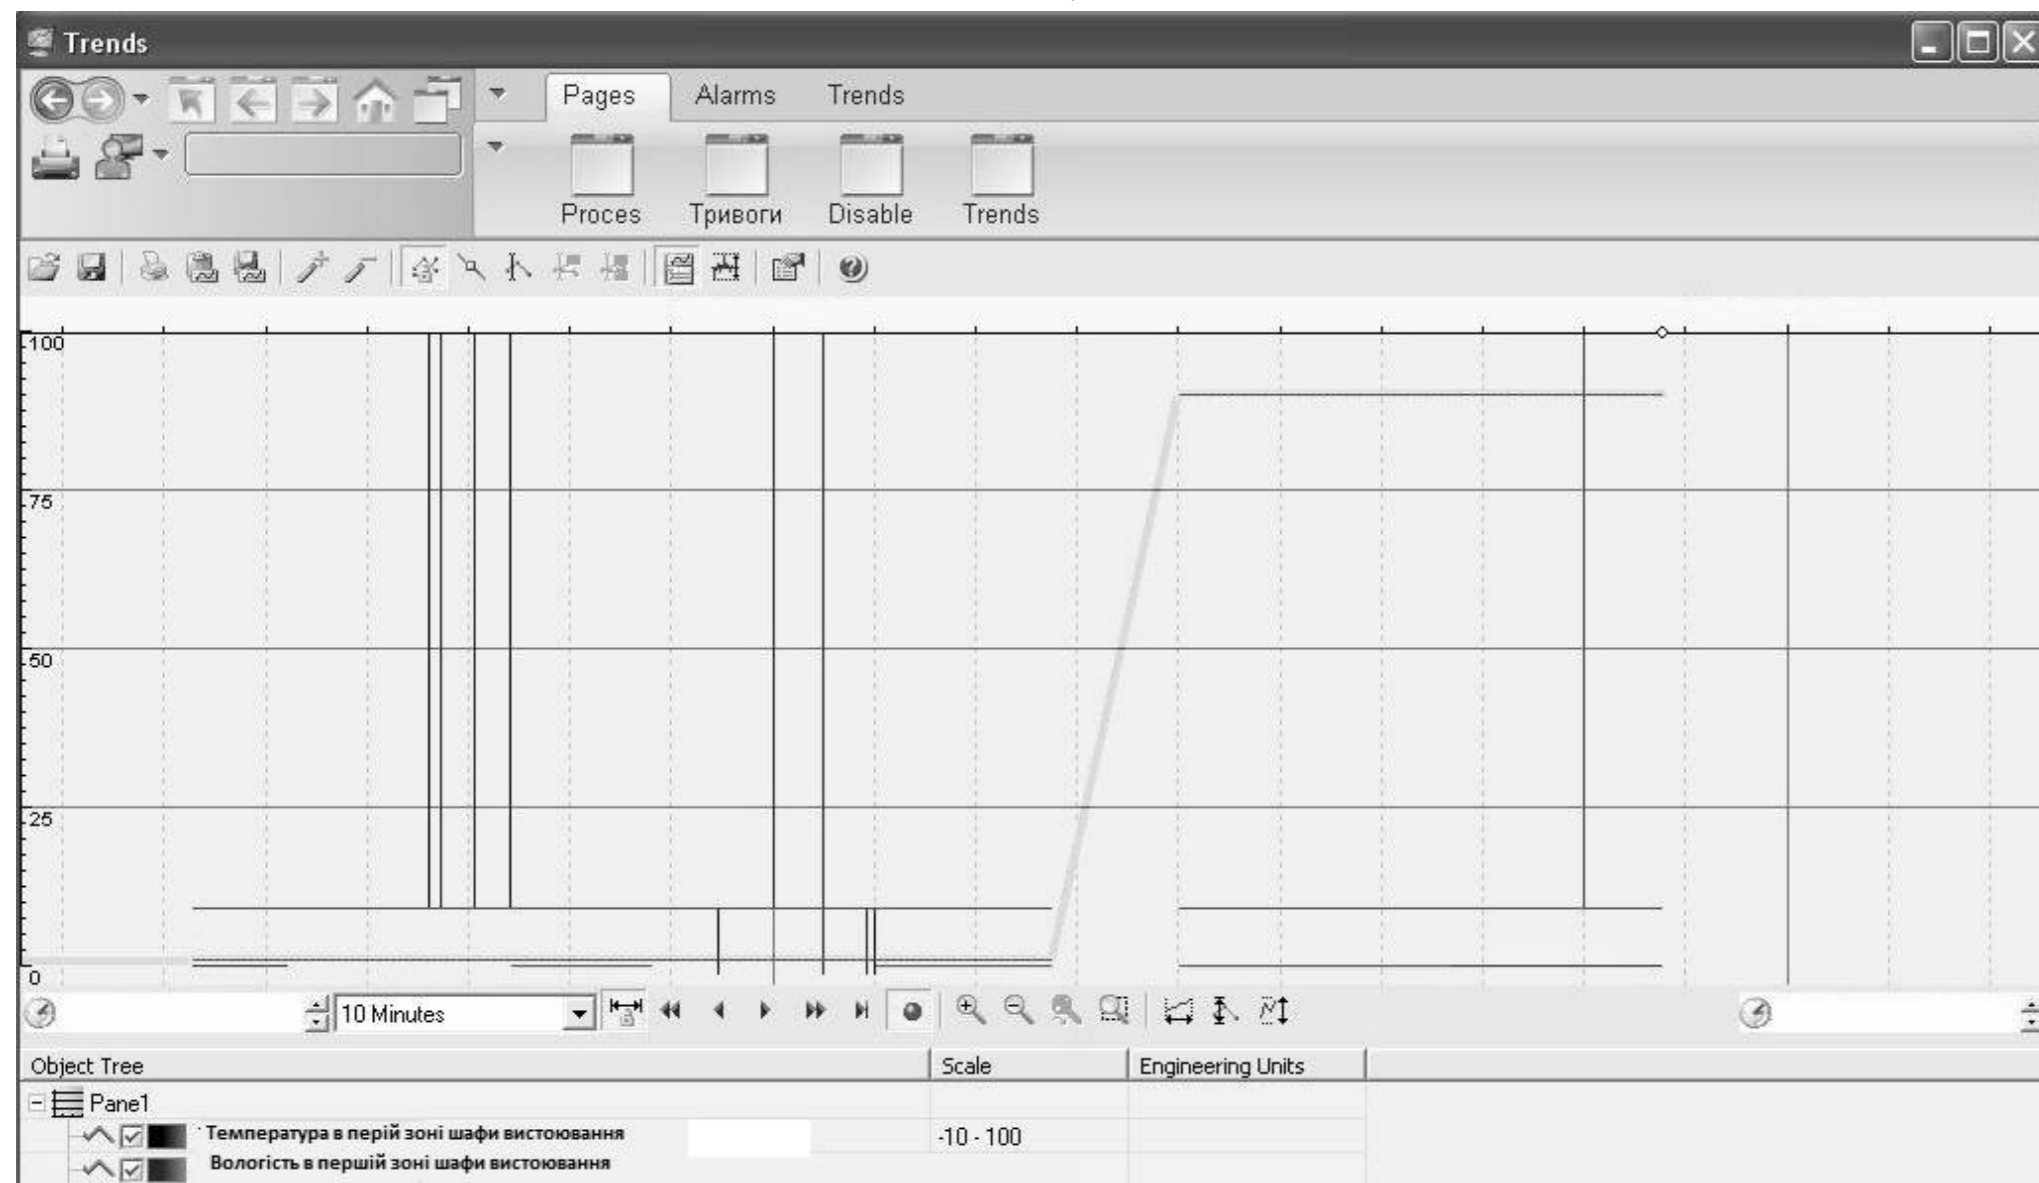 Trends
Pages Alarms Trends
Proces Тривоги Disable Trends
100
75
50
25
0
10 Minutes
Object Tree Scale Engineering Units
Pane1
Температура в перій зоні шафи вистоювання -10 - 100
Вологість в першій зоні шафи вистоювання